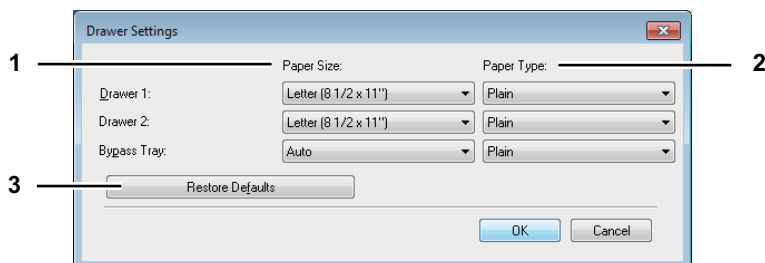 Drawer Settings
1 Paper Size: Paper Type: 2
Drawer 1: Letter (8 1/2 x 11") Plain
Drawer 2: Letter (8 1/2 x 11") Plain
Bypass Tray: Auto Plain
3 Restore Defaults
OK Cancel